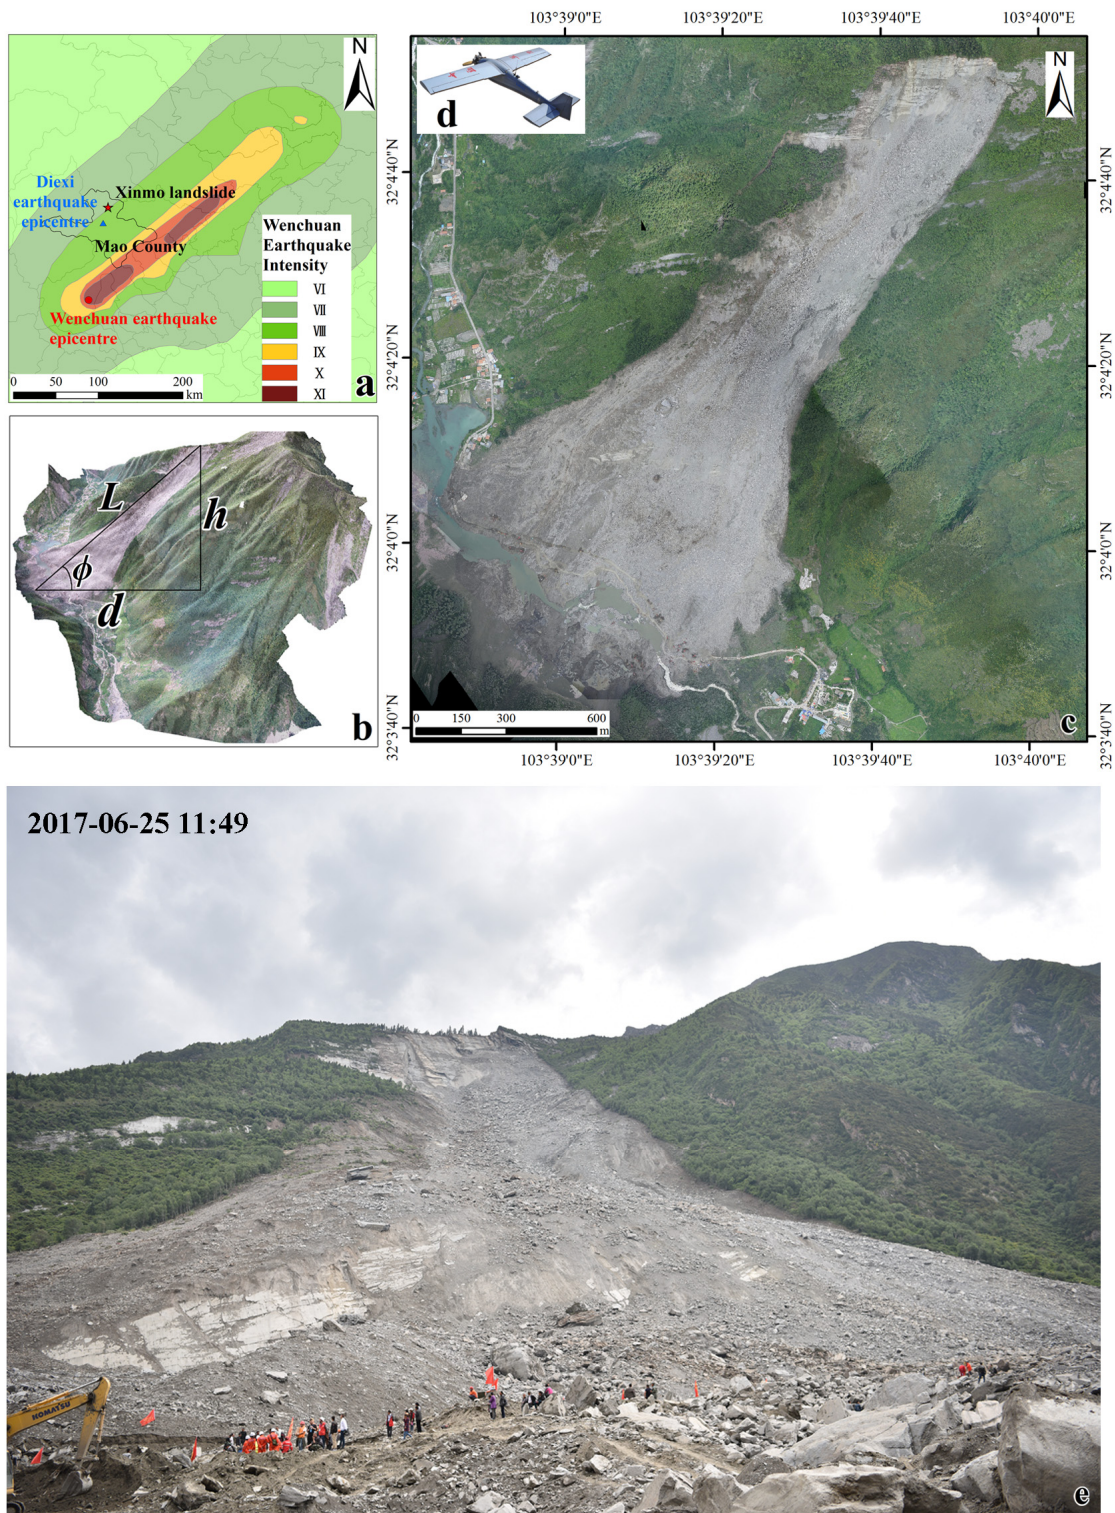 N
Diexi
earthquake
epicentre
Xinmo landslide
Mao County
Wenchuan earthquake
epicentre
Wenchuan
Earthquake
Intensity
VI
VII
VIII
IX
X
XI
0 50 100 200
km
a
L
h
ϕ
d
b
103°39'0"E 103°39'20"E 103°39'40"E 103°40'0"E
d
N
32°4'40"N
32°4'20"N
32°4'0"N
32°3'40"N
32°4'40"N
32°4'20"N
32°4'0"N
32°3'40"N
0 150 300 600
m
c
103°39'0"E 103°39'20"E 103°39'40"E 103°40'0"E
2017-06-25 11:49
KOMATSU
e